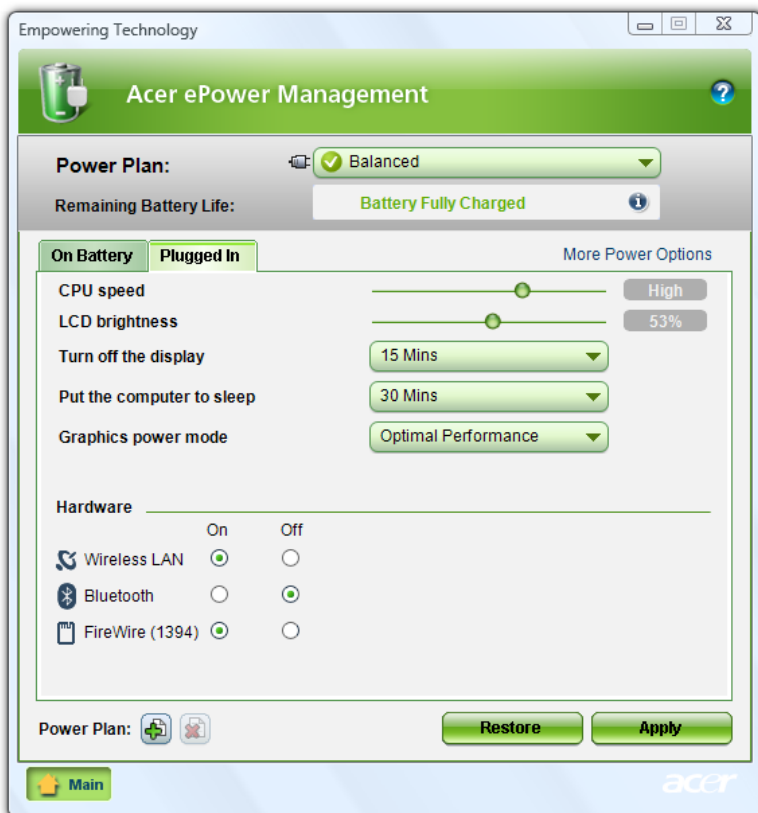 Empowering Technology
Acer ePower Management
Power Plan: Balanced
Remaining Battery Life: Battery Fully Charged
On Battery Plugged In More Power Options
CPU speed High
LCD brightness 53%
Turn off the display 15 Mins
Put the computer to sleep 30 Mins
Graphics power mode Optimal Performance
Hardware
On Off
Wireless LAN
Bluetooth
FireWire (1394)
Power Plan: Restore Apply
Main acer